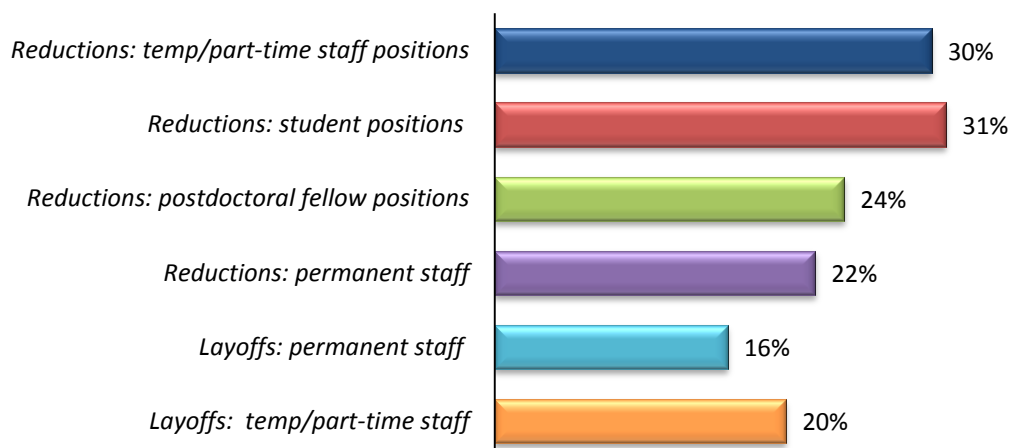 Reductions: temp/part-time staff positions 30%
Reductions: student positions 31%
Reductions: postdoctoral fellow positions 24%
Reductions: permanent staff 22%
Layoffs: permanent staff 16%
Layoffs: temp/part-time staff 20%